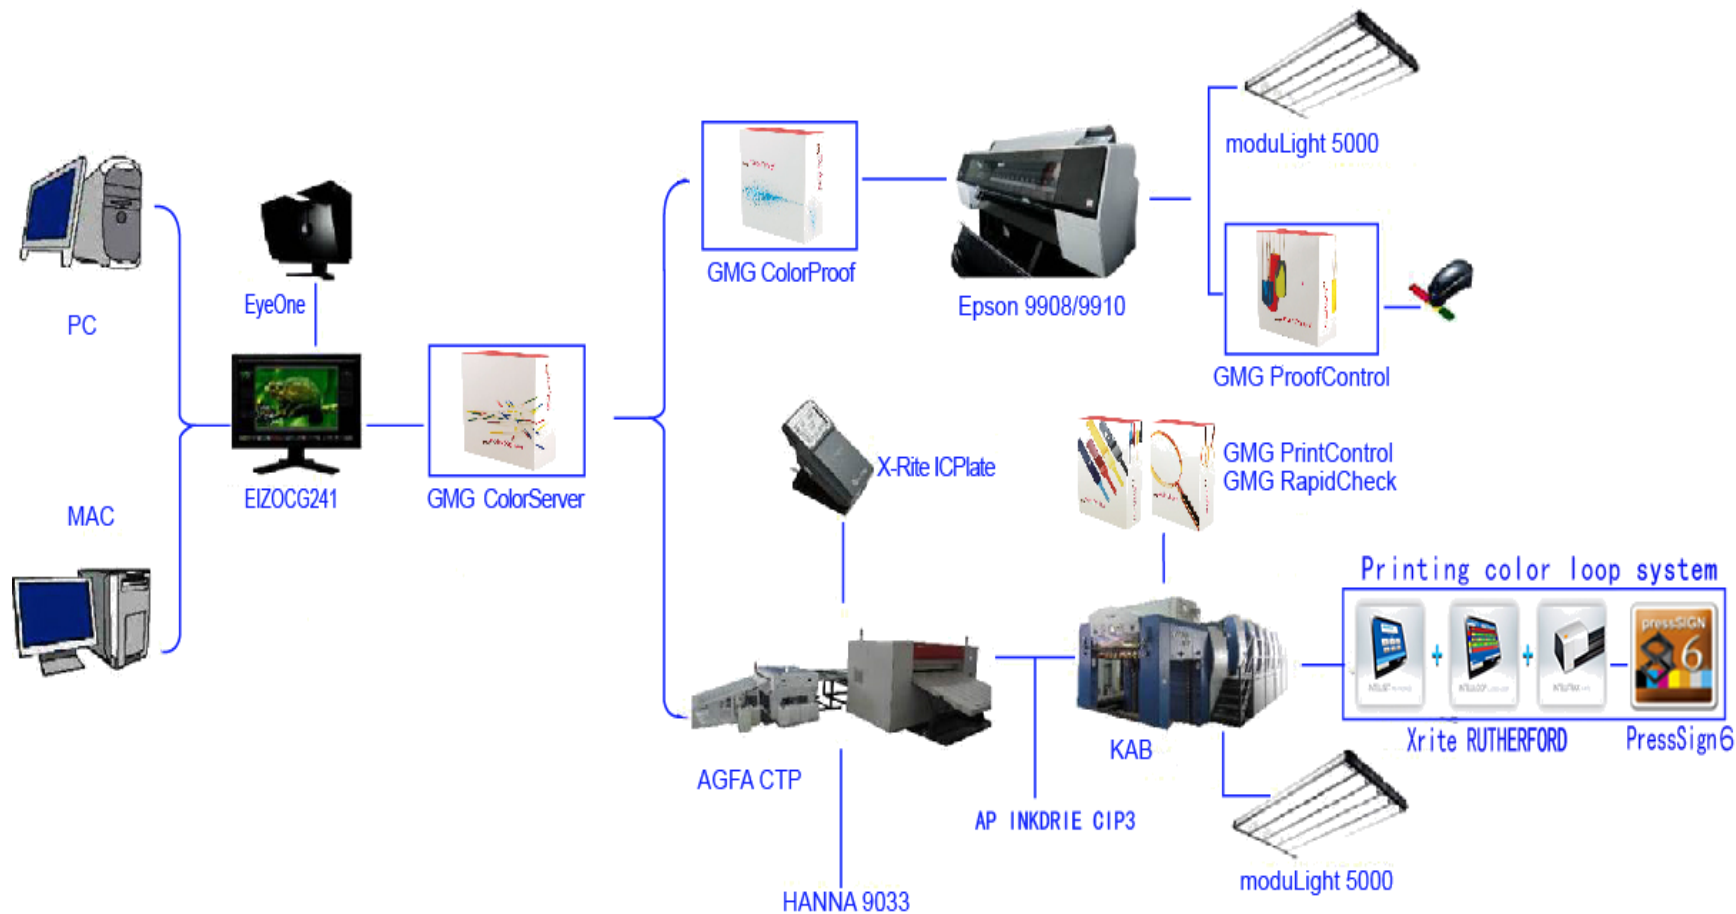 moduLight 5000
PC
EyeOne
GMG ColorProof
Epson 9908/9910
GMG ProofControl
MAC
EIZOCG241
GMG ColorServer
X-Rite ICPlate
GMG PrintControl
GMG RapidCheck
Printing color loop system
pressSIGN
6
Xrite RUTHERFORD
PressSign6
AGFA CTP
KAB
AP INKDRIE CIP3
moduLight 5000
HANNA 9033